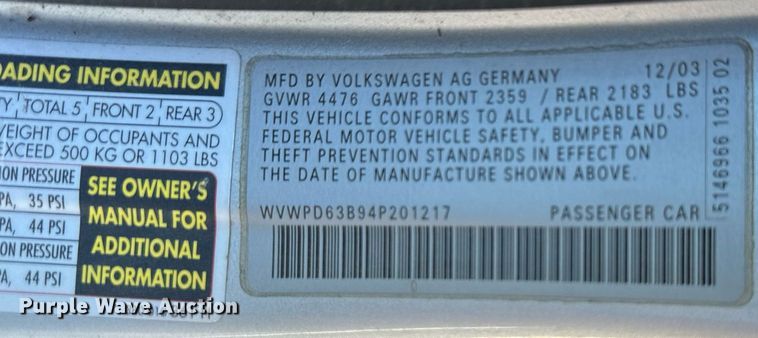 ADING INFORMATION
TY, TOTAL 5, FRONT 2, REAR 3
WEIGHT OF OCCUPANTS AND
EXCEED 500 KG OR 1103 LBS
ION PRESSURE
PA, 35 PSI
PA, 44 PSI
ON PRESSURE
PA, 44 PSI
SEE OWNER'S
MANUAL FOR
ADDITIONAL
INFORMATION
MFD BY VOLKSWAGEN AG GERMANY 12/03
GVWR 4476 GAWR FRONT 2359 / REAR 2183 LBS
THIS VEHICLE CONFORMS TO ALL APPLICABLE U.S.
FEDERAL MOTOR VEHICLE SAFETY, BUMPER AND
THEFT PREVENTION STANDARDS IN EFFECT ON
THE DATE OF MANUFACTURE SHOWN ABOVE.
WVWPD63B94P201217 PASSENGER CAR
5146966 1035 02
Purple Wave Auction